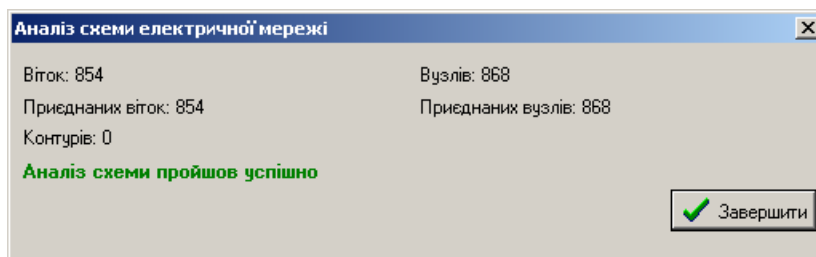 Аналіз схеми електричної мережі
Віток: 854 Вузлів: 868
Приєднаних віток: 854 Приєднаних вузлів: 868
Контурів: 0
Аналіз схеми пройшов успішно
Завершити